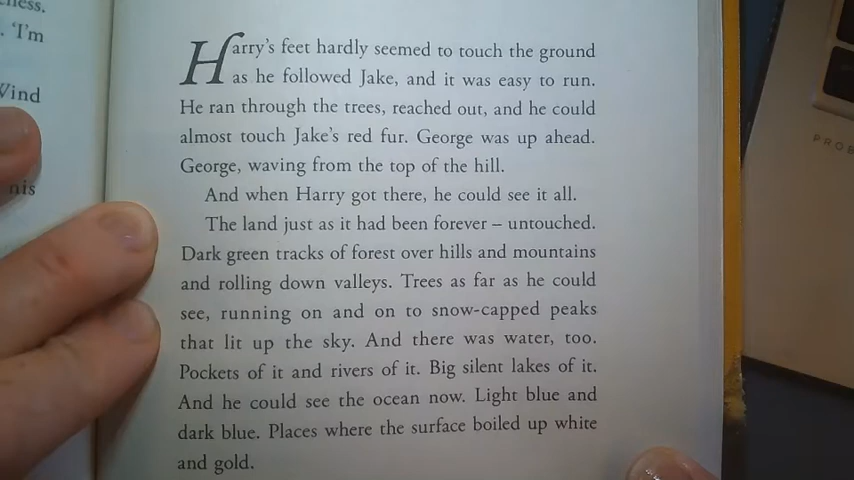 ness.
'I'm
Wind
nis
Harry's feet hardly seemed to touch the ground
as he followed Jake, and it was easy to run.
He ran through the trees, reached out, and he could
almost touch Jake's red fur. George was up ahead.
George, waving from the top of the hill.
And when Harry got there, he could see it all.
The land just as it had been forever – untouched.
Dark green tracks of forest over hills and mountains
and rolling down valleys. Trees as far as he could
see, running on and on to snow-capped peaks
that lit up the sky. And there was water, too.
Pockets of it and rivers of it. Big silent lakes of it.
And he could see the ocean now. Light blue and
dark blue. Places where the surface boiled up white
and gold.
PROB